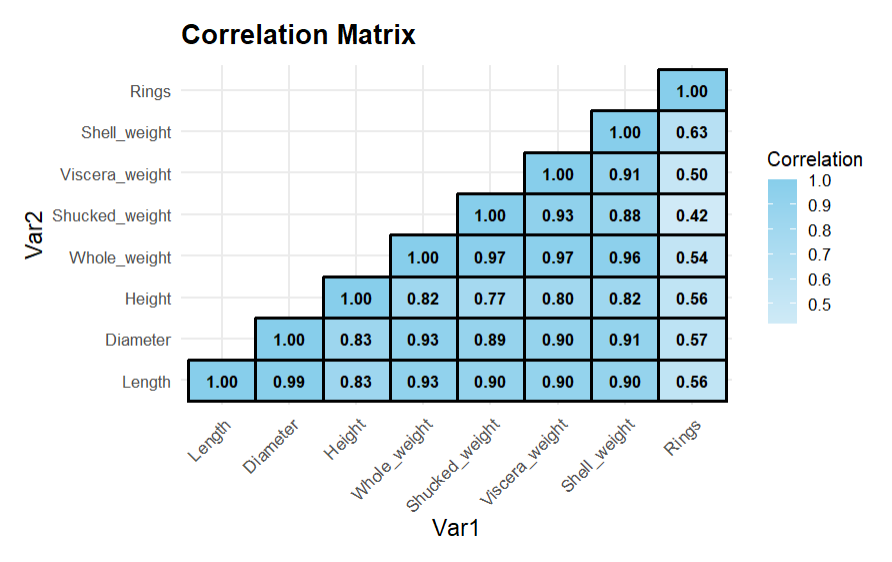 Correlation Matrix
Rings 1.00
Shell_weight 1.00 0.63
Viscera_weight 1.00 0.91 0.50
Shucked_weight 1.00 0.93 0.88 0.42
Whole_weight 1.00 0.97 0.97 0.96 0.54
Height 1.00 0.82 0.77 0.80 0.82 0.56
Diameter 1.00 0.83 0.93 0.89 0.90 0.91 0.57
Length 1.00 0.99 0.83 0.93 0.90 0.90 0.90 0.56
Var2
Length Diameter Height Whole_weight Shucked_weight Viscera_weight Shell_weight Rings
Var1
Correlation
1.0
0.9
0.8
0.7
0.6
0.5